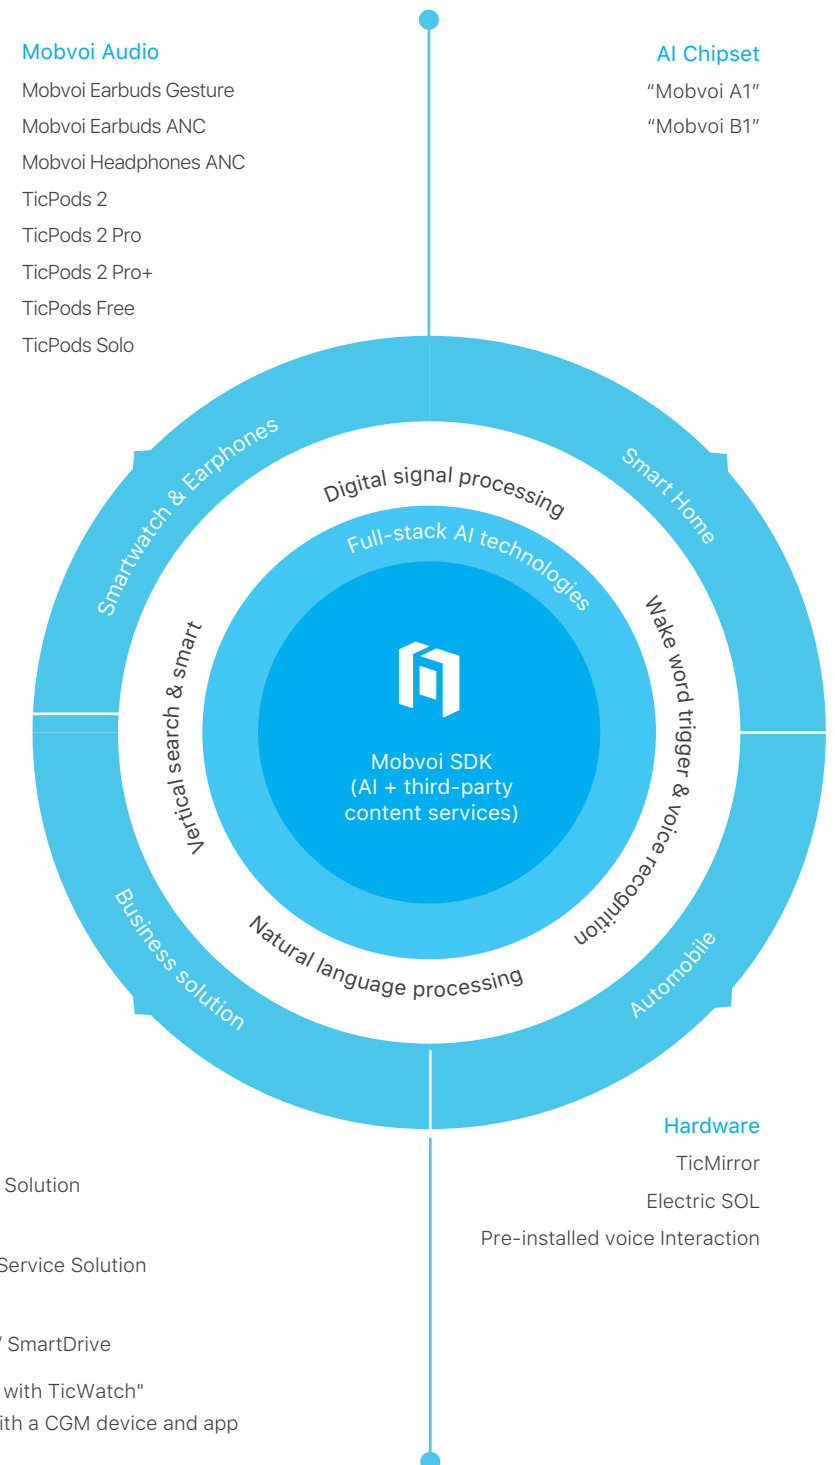 Mobvoi Audio
Mobvoi Earbuds Gesture
Mobvoi Earbuds ANC
Mobvoi Headphones ANC
TicPods 2
TicPods 2 Pro
TicPods 2 Pro+
TicPods Free
TicPods Solo
AI Chipset
“Mobvoi A1”
“Mobvoi B1”
Smartwatch & Earphones
Smart Home
Digital signal processing
Full-stack AI technologies
Wake word trigger & voice recognition
Vertical search & smart
Mobvoi SDK
(AI + third-party
content services)
Natural language processing
Business solution
Automobile
Hardware
TicMirror
Electric SOL
Pre-installed voice Interaction
Solution
Service Solution
SmartDrive
with TicWatch"
with a CGM device and app